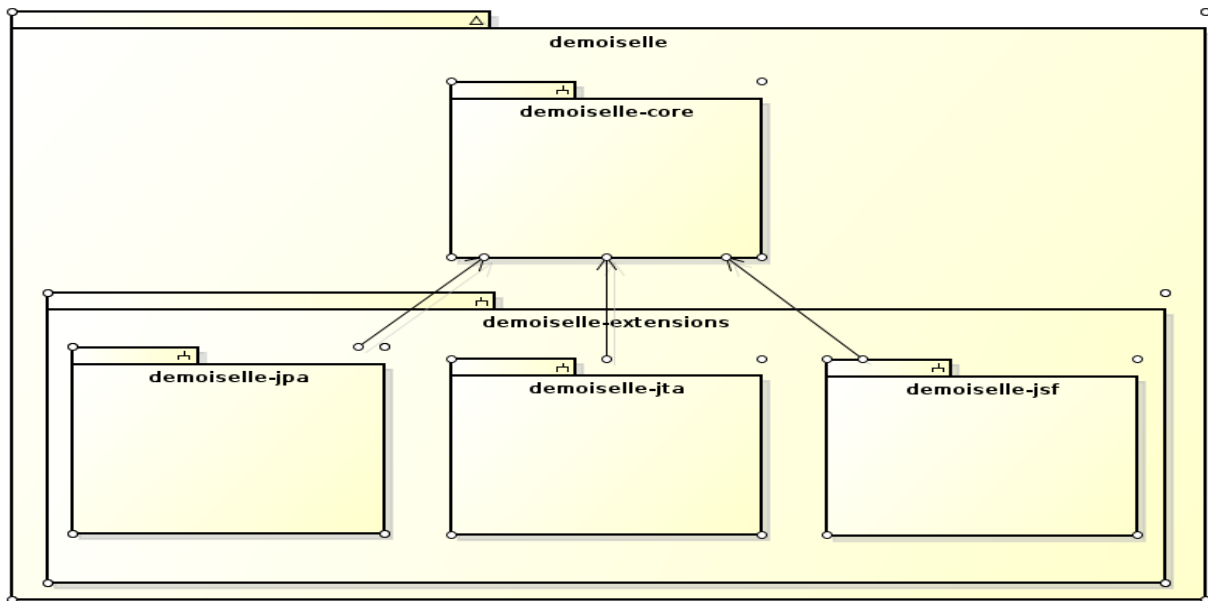 demoiselle
demoiselle-core
demoiselle-extensions
demoiselle-jpa
demoiselle-jta
demoiselle-jsf